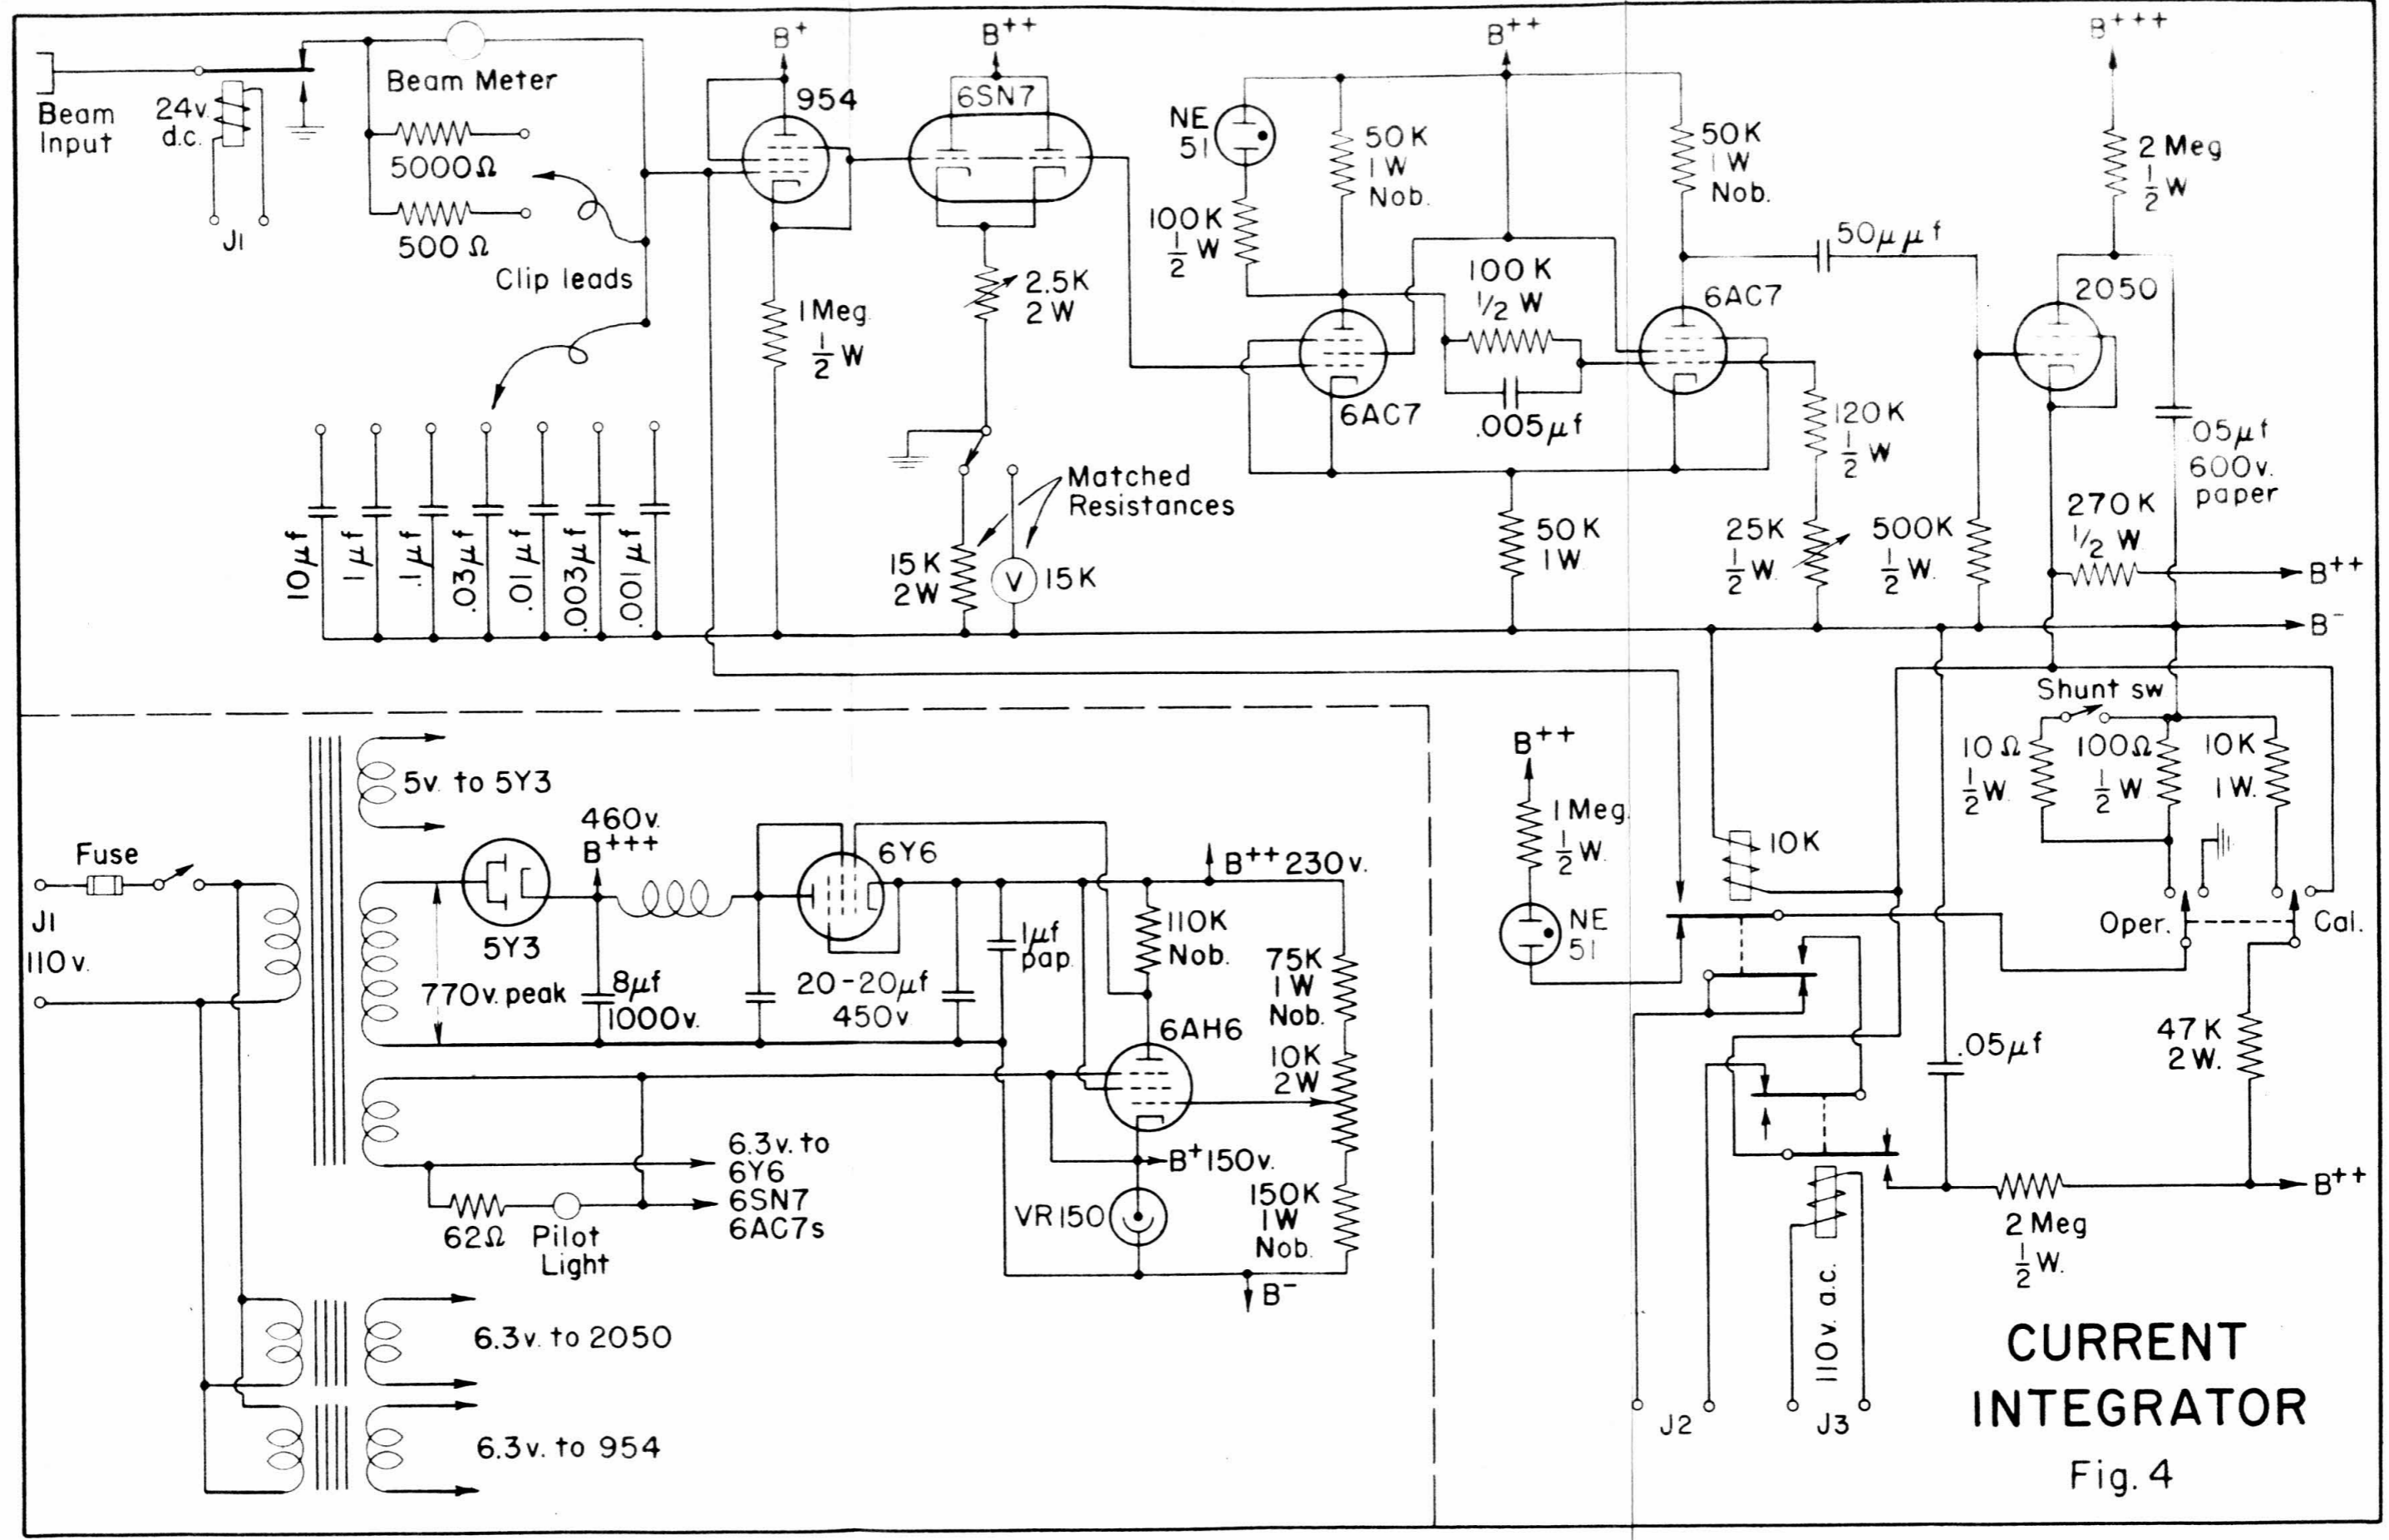 Beam
Input
24v.
d.c.
J1
Beam Meter
5000Ω
500Ω
Clip leads
10μf
1μf
.1μf
.03μf
.01μf
.003μf
.001μf
B+
954
1Meg.
1/2 W
B++
6SN7
2.5K
2W
Matched
Resistances
15K
2W
V
15K
NE
51
100K
1/2 W
B++
50K
1W
Nob.
6AC7
100K
1/2 W
.005μf
50K
1W
50K
1W
Nob.
6AC7
50μμf
120K
1/2 W
25K
1/2 W.
500K
1/2 W.
B+++
2 Meg
1/2 W
2050
.05μf
600v.
paper
270K
1/2 W
B++
B-
Shunt sw
10Ω
1/2 W.
100Ω
1/2 W
10K
1W.
Oper.
Cal.
B++
1Meg.
1/2 W.
NE
51
10K
.05μf
47K
2W.
2Meg
1/2 W.
B++
110v. a.c.
J2
J3
Fuse
J1
110v.
5v. to 5Y3
5Y3
460v.
B+++
770v. peak
8μf
1000v.
6Y6
20-20μf
450v
1μf
pap.
B++ 230v.
110K
Nob.
6AH6
75K
1W
Nob.
10K
2W
150K
1W
Nob.
B+ 150v.
VR150
B-
6.3v. to
6Y6
6SN7
6AC7s
62Ω
Pilot
Light
6.3v. to 2050
6.3v. to 954
CURRENT
INTEGRATOR
Fig. 4